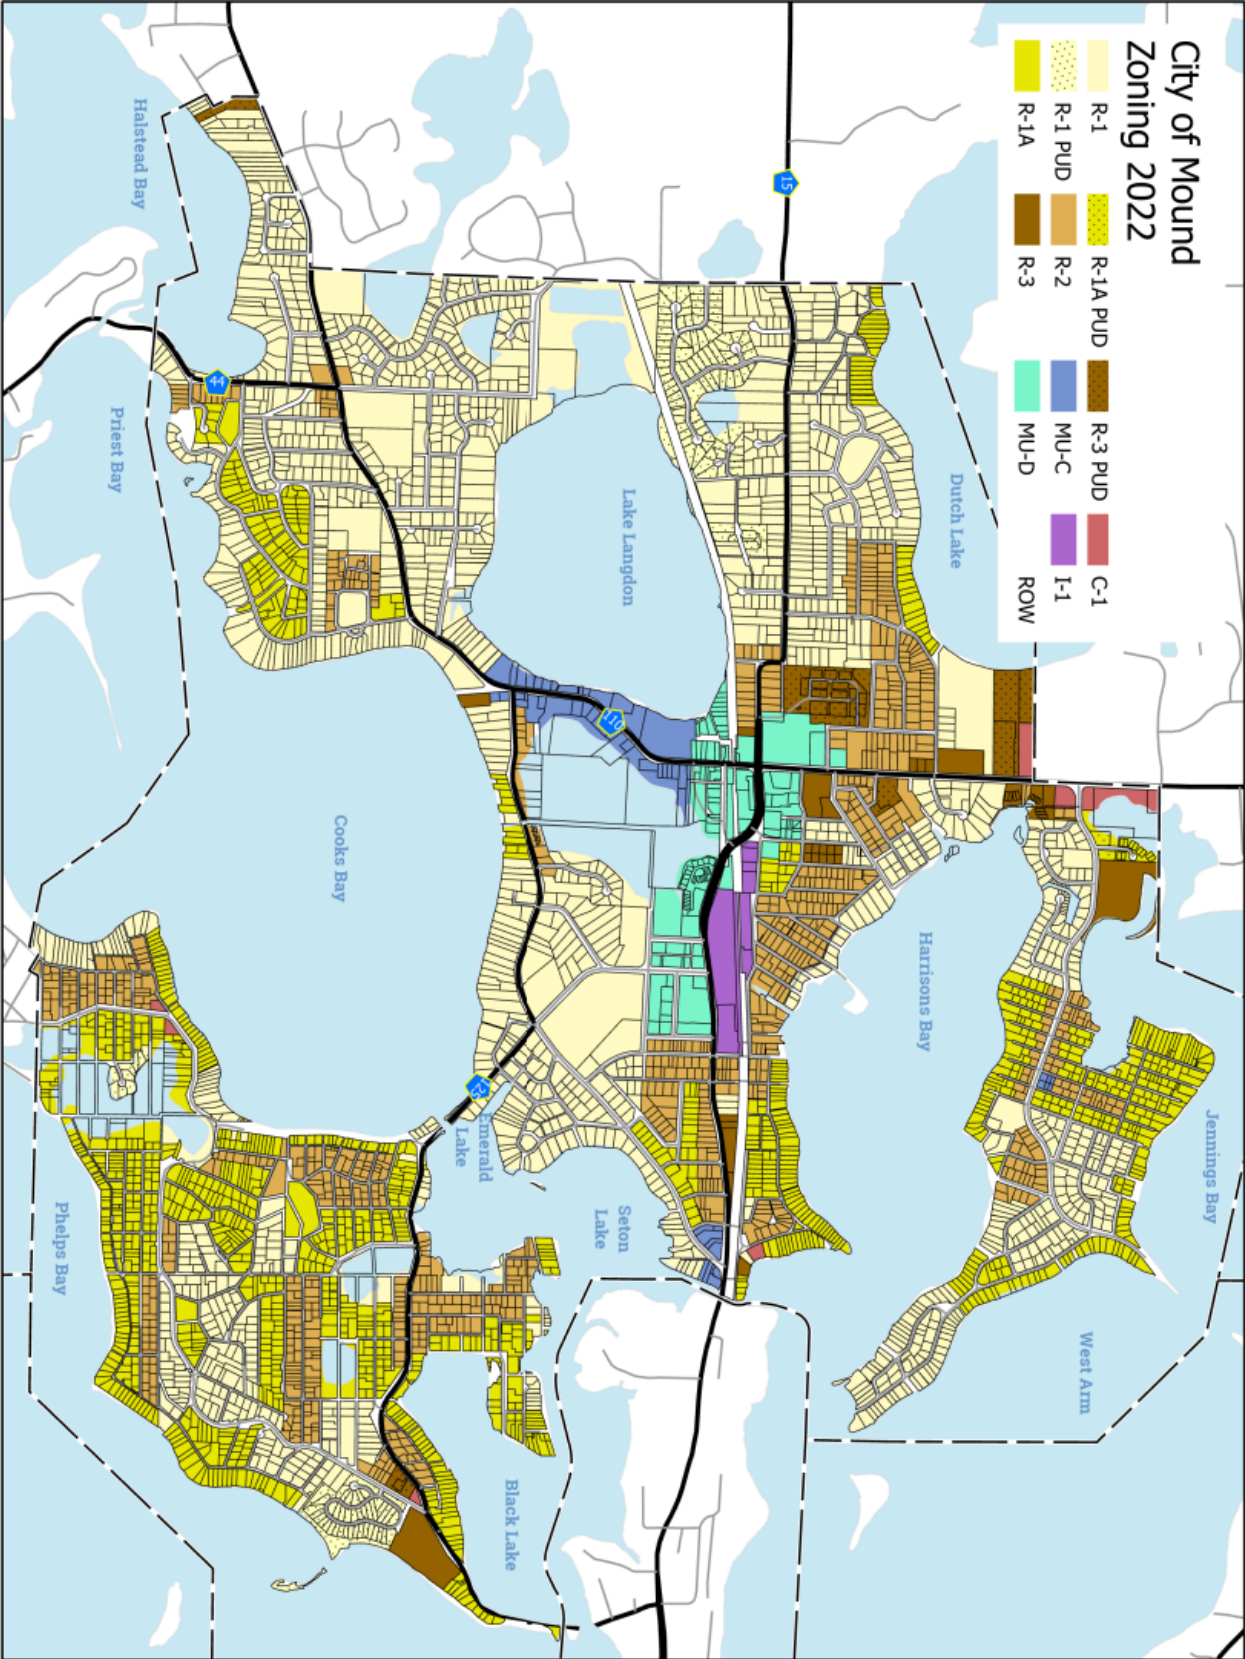 City of Mound
Zoning 2022
R-1
R-1 PUD
R-1A
R-1A PUD
R-2
R-3
R-3 PUD
MU-C
MU-D
C-1
I-1
ROW
15
44
110
125
Halstead Bay
Priest Bay
Dutch Lake
Lake Langdon
Cooks Bay
Harrisons Bay
Jennings Bay
West Arm
Emerald
Lake
Seton
Lake
Black Lake
Phelps Bay